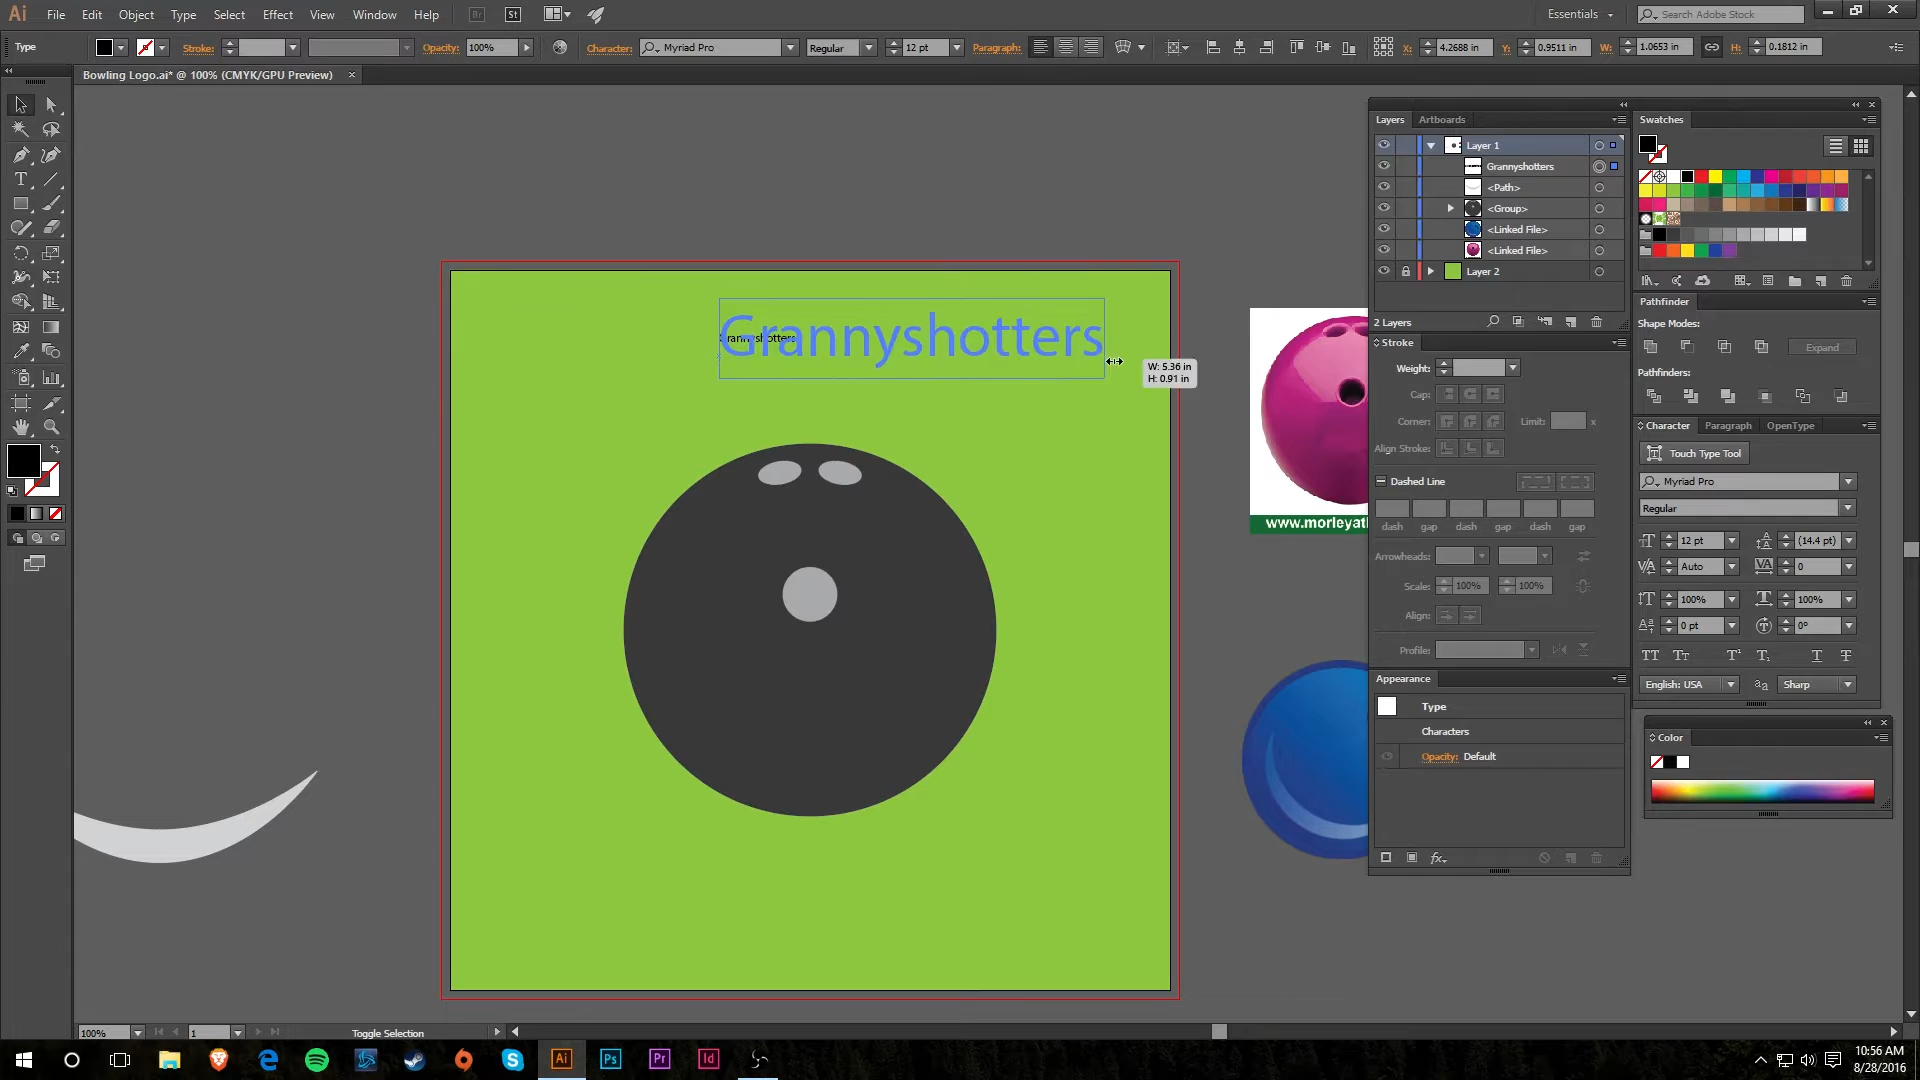 Ai File Edit Object Type Select Effect View Window Help Br St Essentials Search Adobe Stock
Type Stroke: Opacity: 100% Character: Myriad Pro Regular 12 pt Paragraph: X: 4.2688 in Y: 0.9511 in W: 1.0653 in H: 0.1812 in
Bowling Logo.ai* @ 100% (CMYK/GPU Preview)
Layers Artboards
Layer 1
Grannyshotters
<Path>
<Group>
<Linked File>
<Linked File>
Layer 2
2 Layers
Swatches
Pathfinder
Shape Modes:
Expand
Pathfinders:
Stroke
Weight:
Cap:
Corner: Limit: x
Align Stroke:
Dashed Line
dash gap dash gap dash gap
Arrowheads:
Scale: 100% 100%
Align:
Profile:
Character Paragraph OpenType
Touch Type Tool
Myriad Pro
Regular
12 pt (14.4 pt)
Auto 0
100% 100%
0 pt 0°
English: USA Sharp
Appearance
Type
Characters
Opacity: Default
Color
Grannyshotters
Grannyshotters
W: 5.36 in
H: 0.91 in
www.morleyat
100% 1 Toggle Selection
Ai Ps Pr Id
10:56 AM
8/28/2016